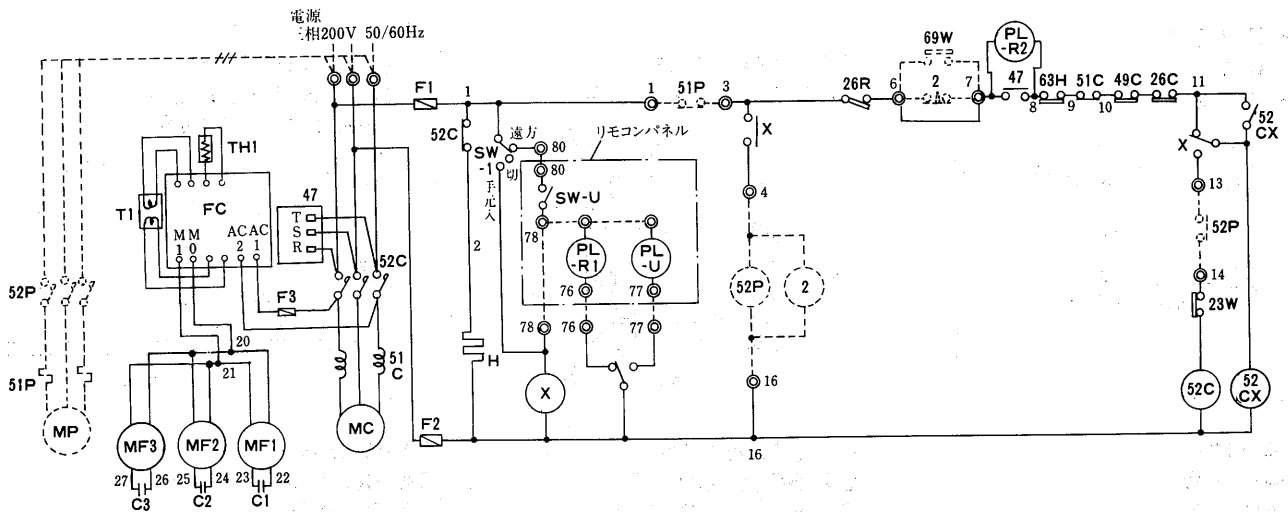 電源
三相200V 50/60Hz
F1
1
52C
遠方
SW
-1
切
手元入
80
リモコンパネル
80
SW-U
78
PL
-R1
PL
-U
76
77
78
76
77
2
H
X
F2
1
51P
3
X
4
52P
2
16
16
26R
6
69W
2
7
PL
-R2
47
8
63H
9
51C
10
49C
26C
11
52
CX
X
13
52P
14
23W
52C
52
CX
TH1
T1
FC
M
1
M
0
AC
2
AC
1
47
T
S
R
52C
F3
51
C
MC
20
21
52P
51P
MP
MF3
MF2
MF1
27
26
25
24
23
22
C3
C2
C1